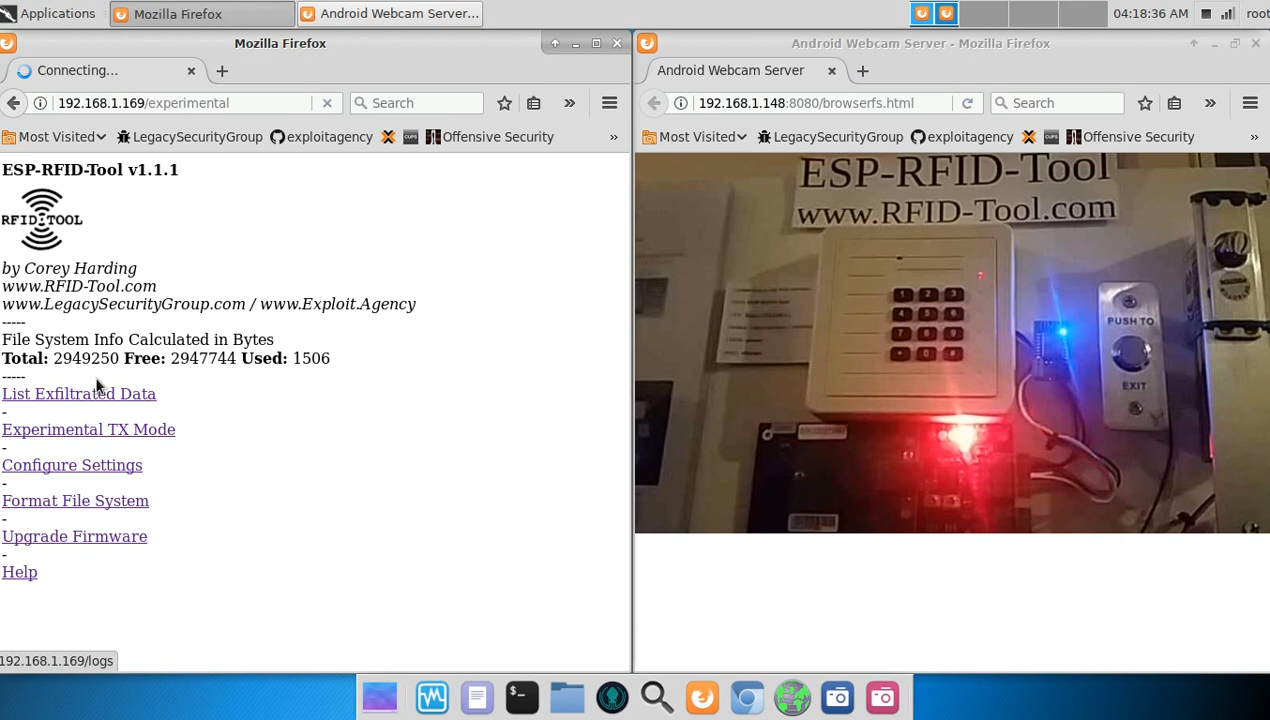 Applications
Mozilla Firefox
Android Webcam Server...
04:18:36 AM
root
Mozilla Firefox
Android Webcam Server - Mozilla Firefox
Connecting...
Android Webcam Server
192.168.1.169/experimental
Search
192.168.1.148:8080/browserfs.html
Search
Most Visited
LegacySecurityGroup
exploitagency
CUPS
Offensive Security
»
Most Visited
LegacySecurityGroup
exploitagency
CUPS
Offensive Security
»
ESP-RFID-Tool v1.1.1
RFID TOOL
by Corey Harding
www.RFID-Tool.com
www.LegacySecurityGroup.com / www.Exploit.Agency
-----
File System Info Calculated in Bytes
Total: 2949250 Free: 2947744 Used: 1506
-----
List Exfiltrated Data
-
Experimental TX Mode
-
Configure Settings
-
Format File System
-
Upgrade Firmware
-
Help
192.168.1.169/logs
ESP-RFID-Tool
www.RFID-Tool.com
1 2 3
4 5 6
7 8 9
* 0 #
PUSH TO
EXIT